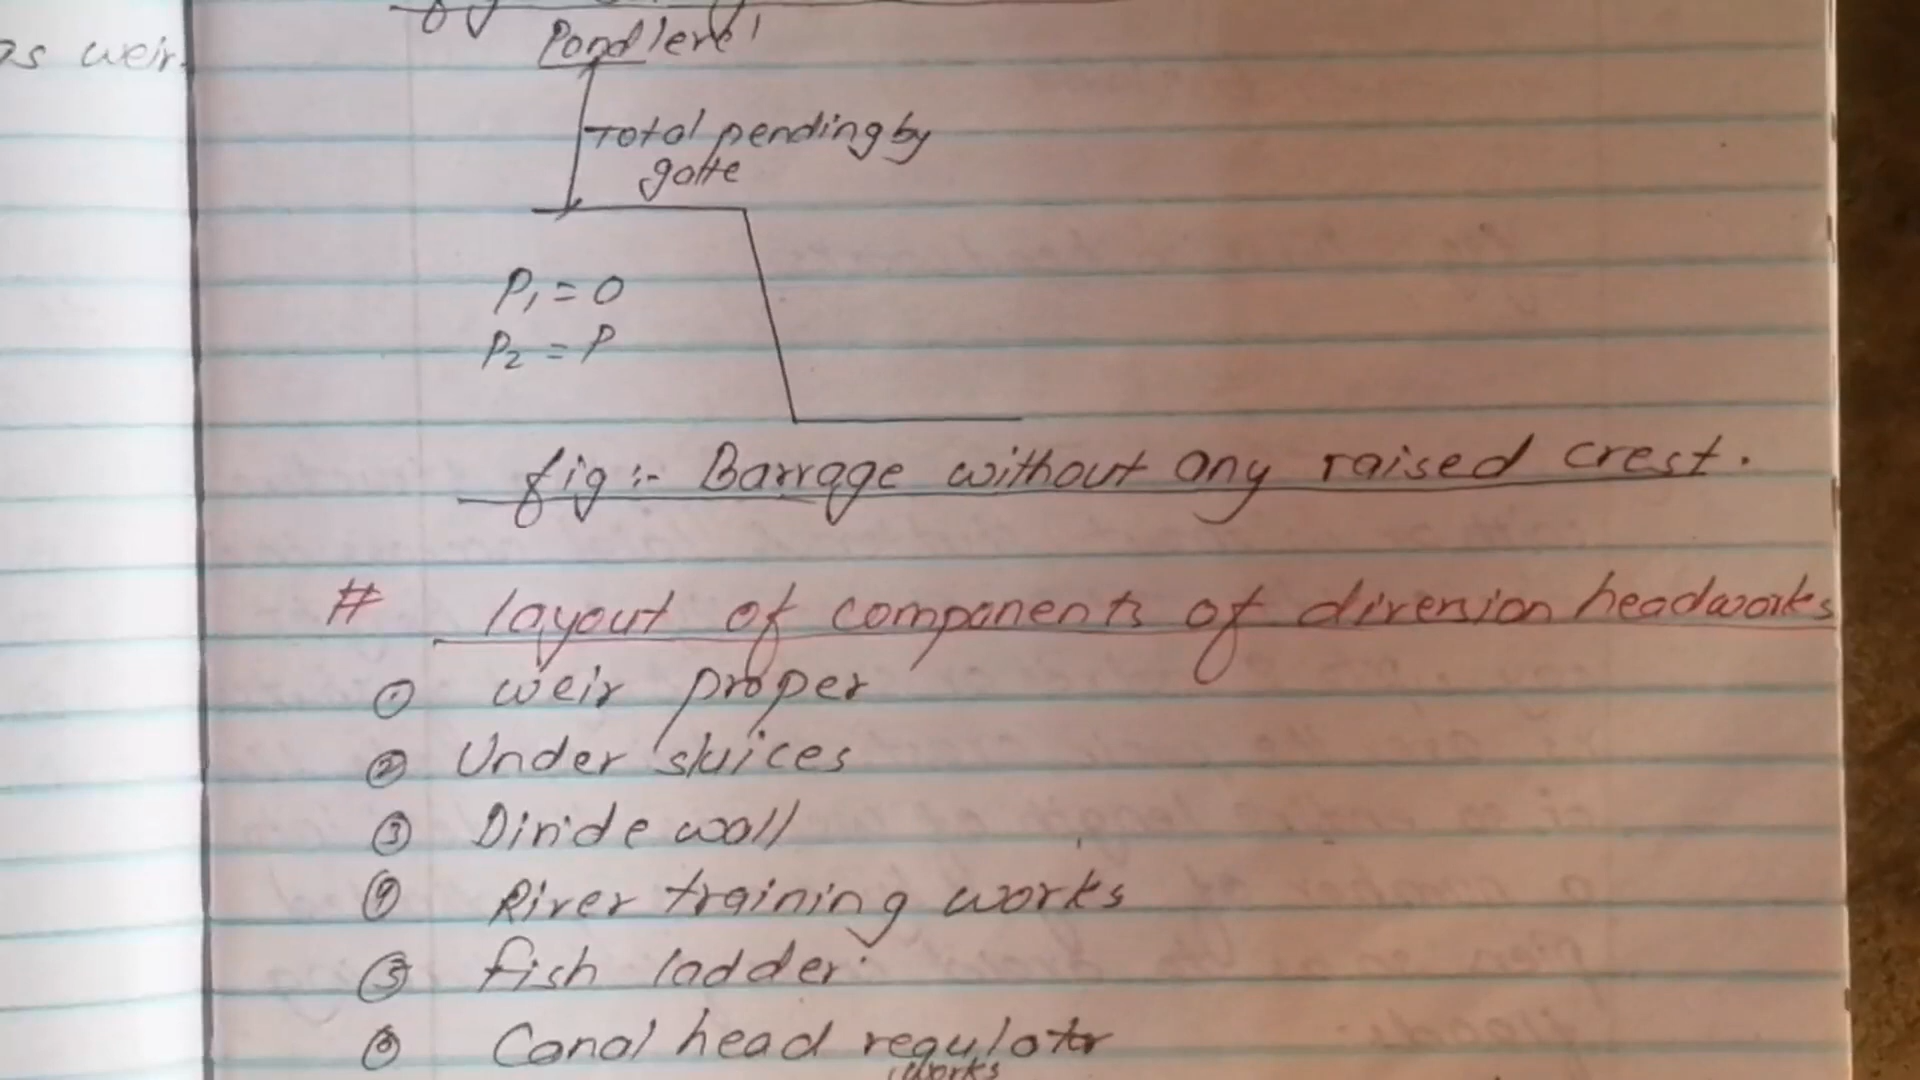 as weir.
Pond level
Total pending by
gate
P1 = 0
P2 = P
fig :- Barrage without any raised crest.
# layout of components of diversion headworks
① weir proper
② Under sluices
③ Divide wall
④ River training works
⑤ fish ladder
⑥ Canal head regulator
works